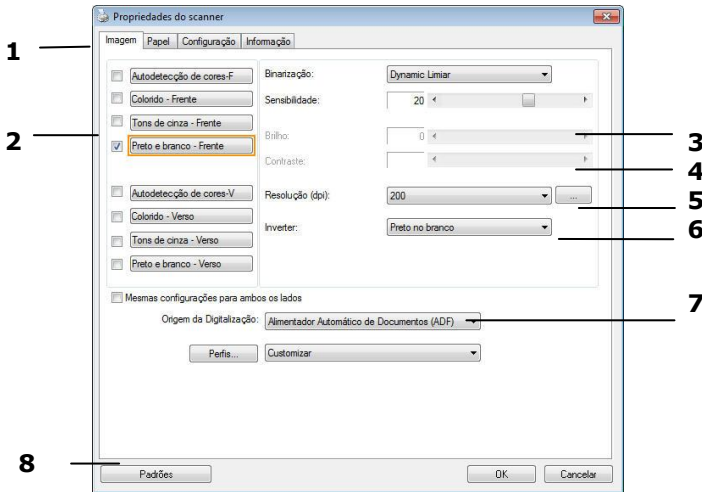 Propriedades do scanner
Imagem Papel Configuração Informação
1
Autodetecção de cores-F Binarização: Dynamic Limiar
Colorido - Frente Sensibilidade: 20
Tons de cinza - Frente
2
Preto e branco - Frente Brilho: 0
3
Contraste:
4
Autodetecção de cores-V Resolução (dpi): 200 ...
5
Colorido - Verso
Inverter: Preto no branco
6
Tons de cinza - Verso
Preto e branco - Verso
Mesmas configurações para ambos os lados
7
Origem da Digitalização: Alimentador Automático de Documentos (ADF)
Perfis... Customizar
8
Padrões OK Cancelar